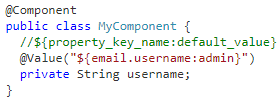 @Component
public class MyComponent {
  //${property_key_name:default_value}
  @Value("${email.username:admin}")
  private String username;
}